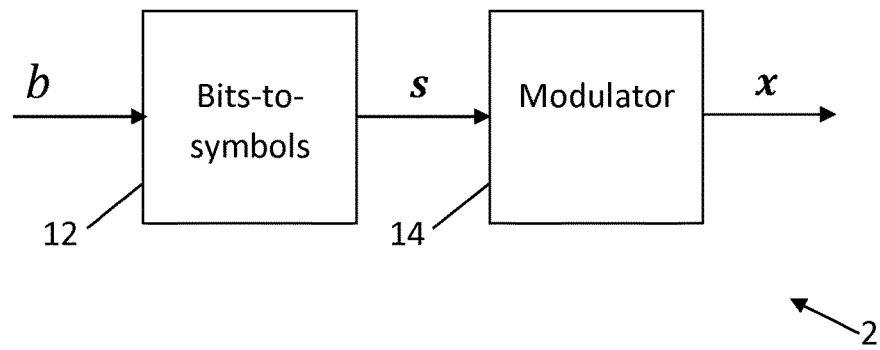 b
Bits-to-
symbols
s
Modulator
x
12
14
2